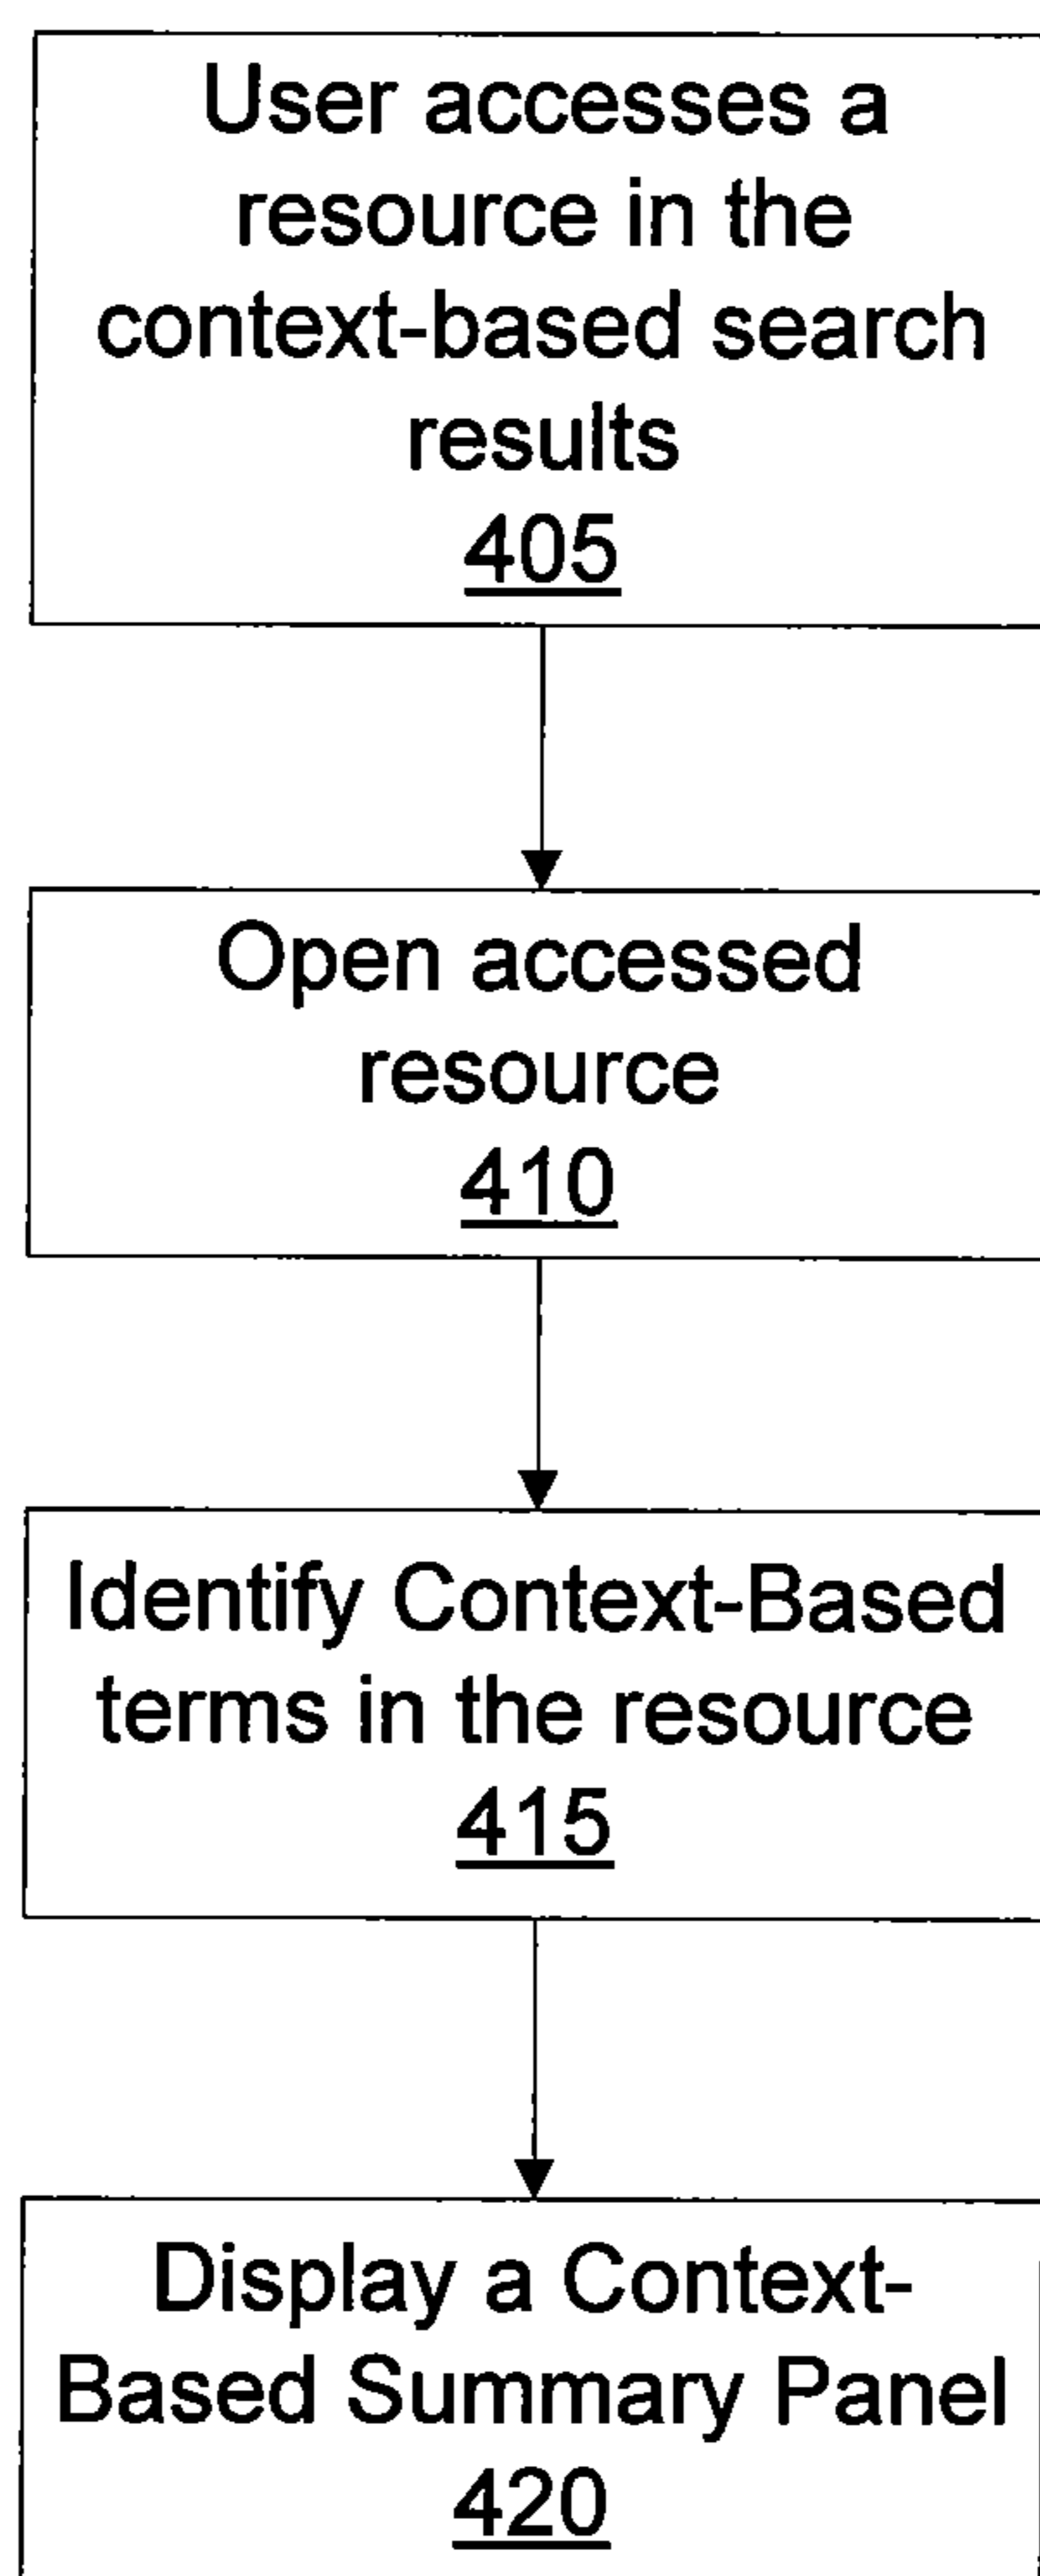 User accesses a
resource in the
context-based search
results
405
Open accessed
resource
410
Identify Context-Based
terms in the resource
415
Display a Context-
Based Summary Panel
420